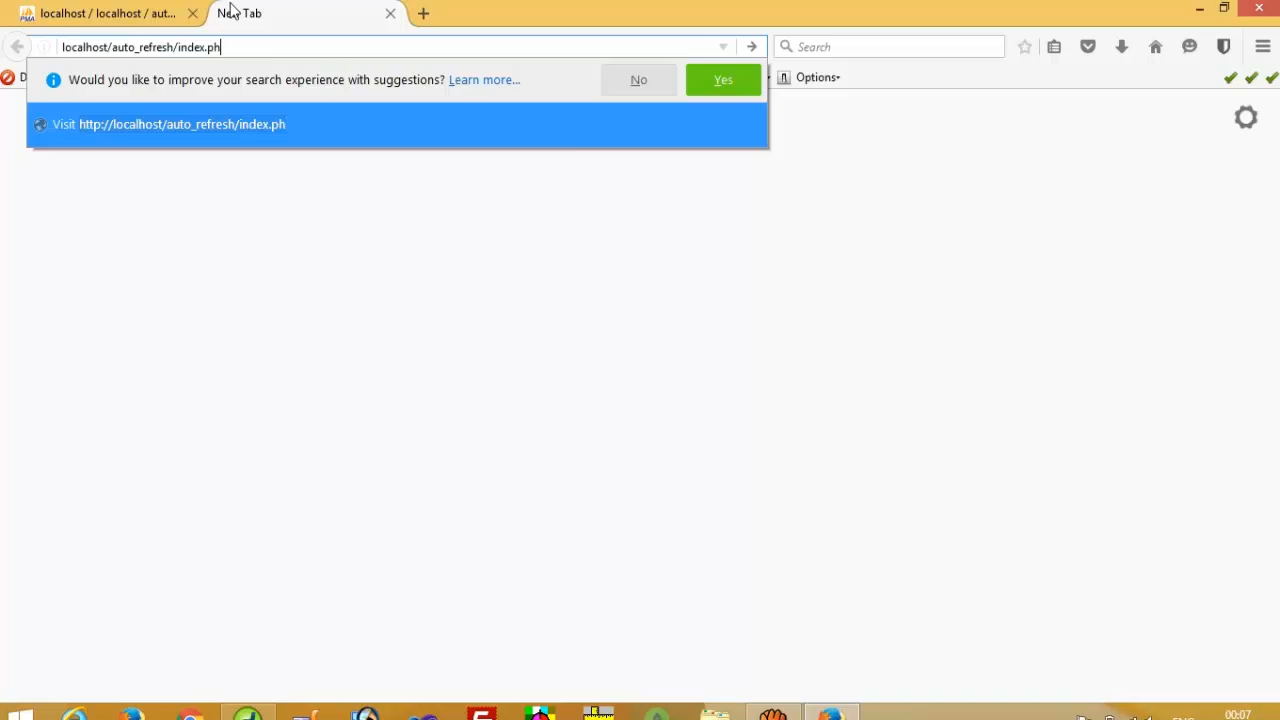 localhost / localhost / aut...
New Tab
localhost/auto_refresh/index.ph
Search
Would you like to improve your search experience with suggestions? Learn more...
No
Yes
Options
Visit http://localhost/auto_refresh/index.ph
00:07